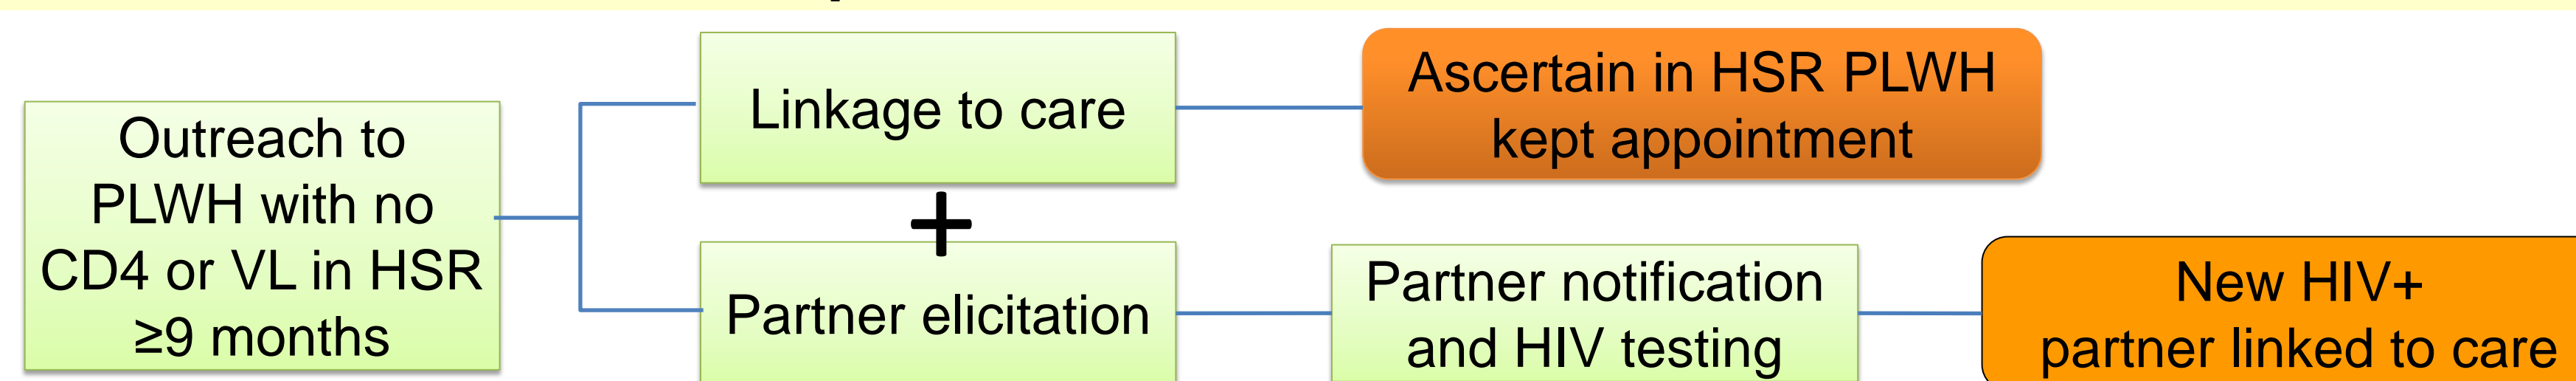 Outreach to
PLWH with no
CD4 or VL in HSR
≥9 months
Linkage to care
+
Partner elicitation
Ascertain in HSR PLWH
kept appointment
Partner notification
and HIV testing
New HIV+
partner linked to care